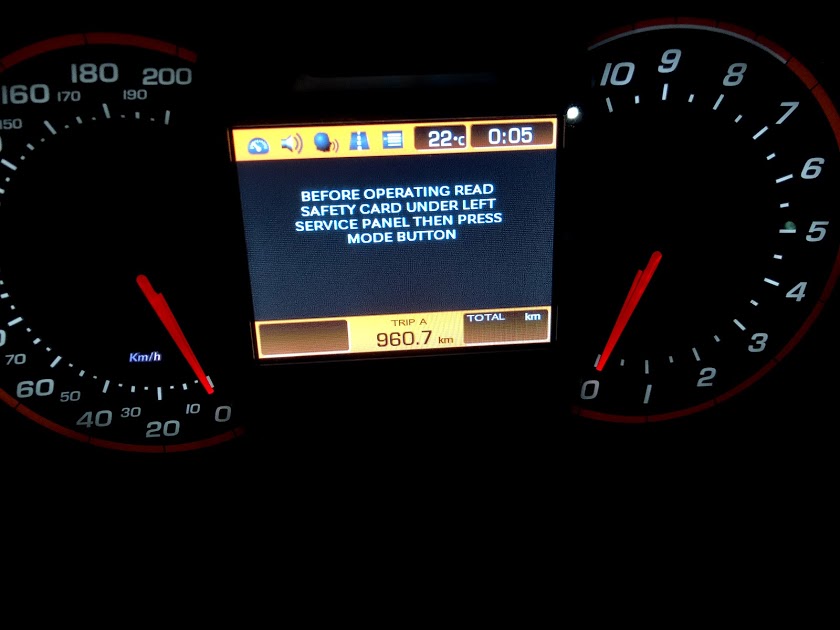 160 180 200
150 170 190
22°C 0:05
BEFORE OPERATING READ
SAFETY CARD UNDER LEFT
SERVICE PANEL THEN PRESS
MODE BUTTON
TRIP A
960.7 km
TOTAL km
Km/h
70
60 50 40 30 20 10 0
10 9 8 7 6 5 4 3 2 1 0